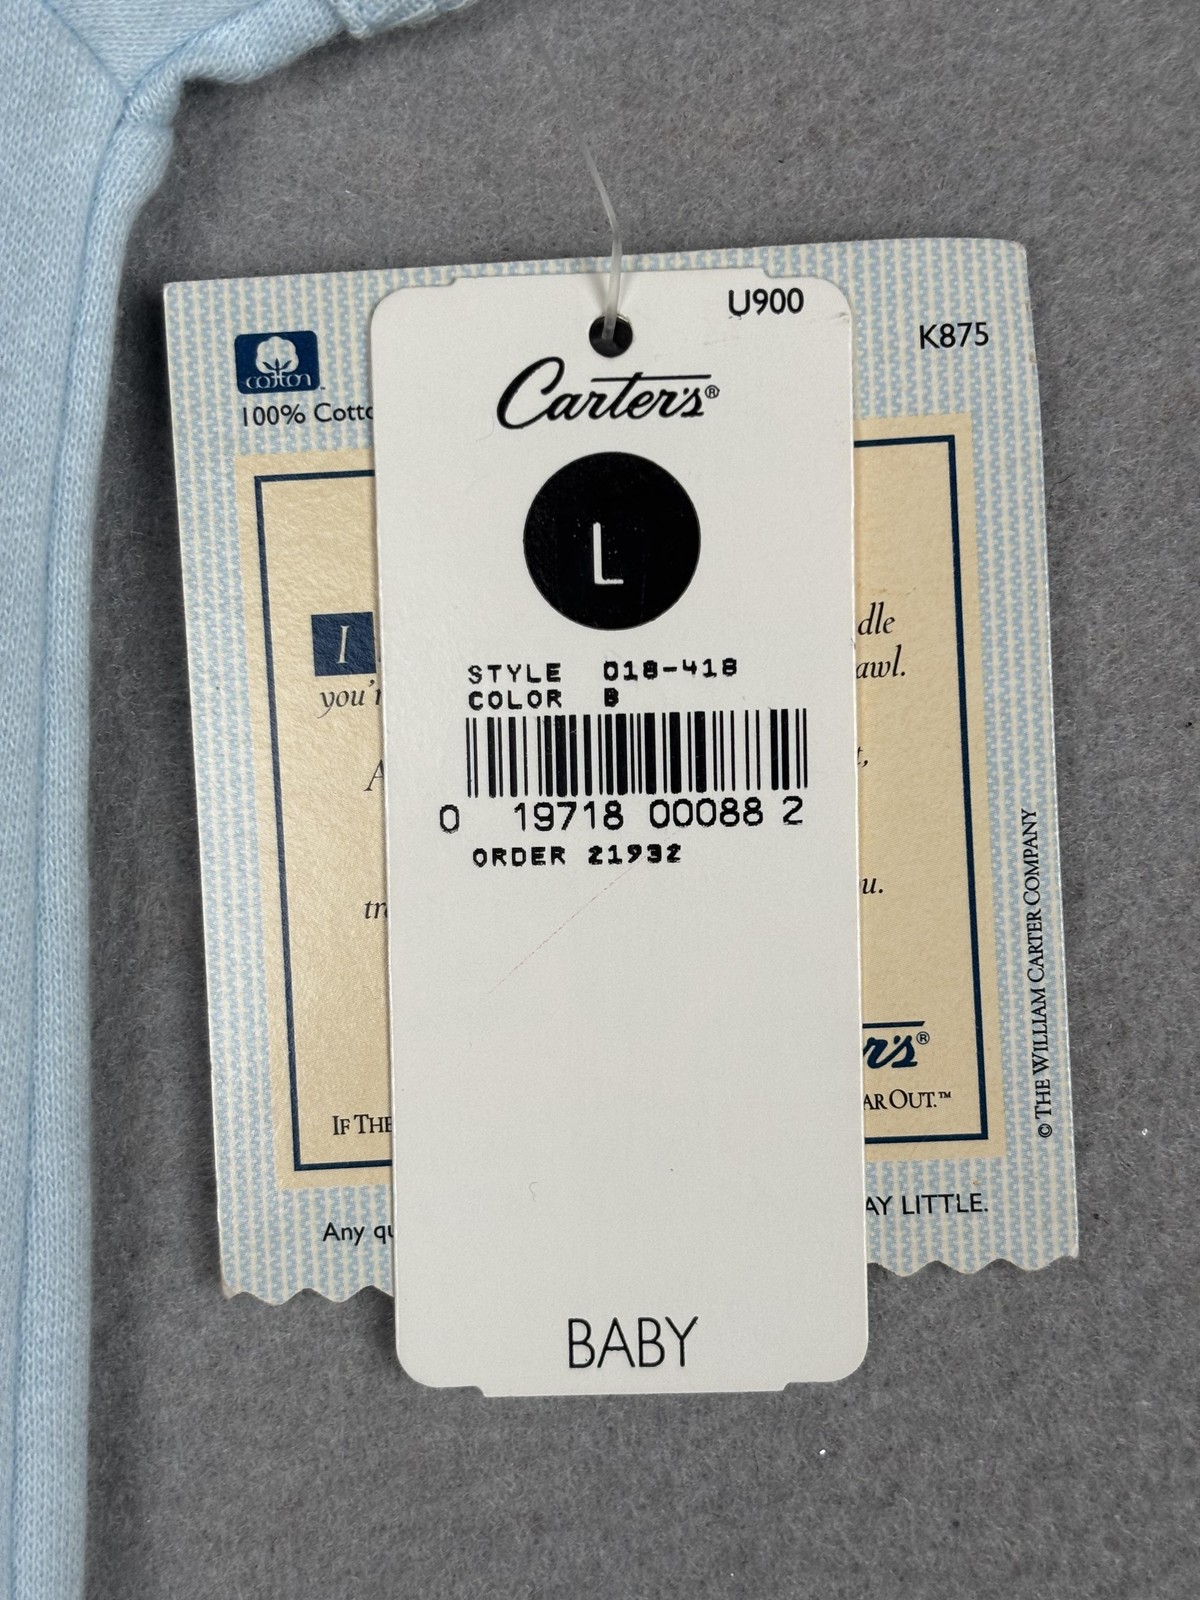 U900
K875
cotton
100% Cotto
Carter's®
L
I
dle
you'r
awl.
STYLE 018-418
COLOR B
A
t,
0 19718 00088 2
ORDER 21932
tr
u.
r's®
IF THE
AR OUT.™
© THE WILLIAM CARTER COMPANY
Any qu
AY LITTLE.
BABY